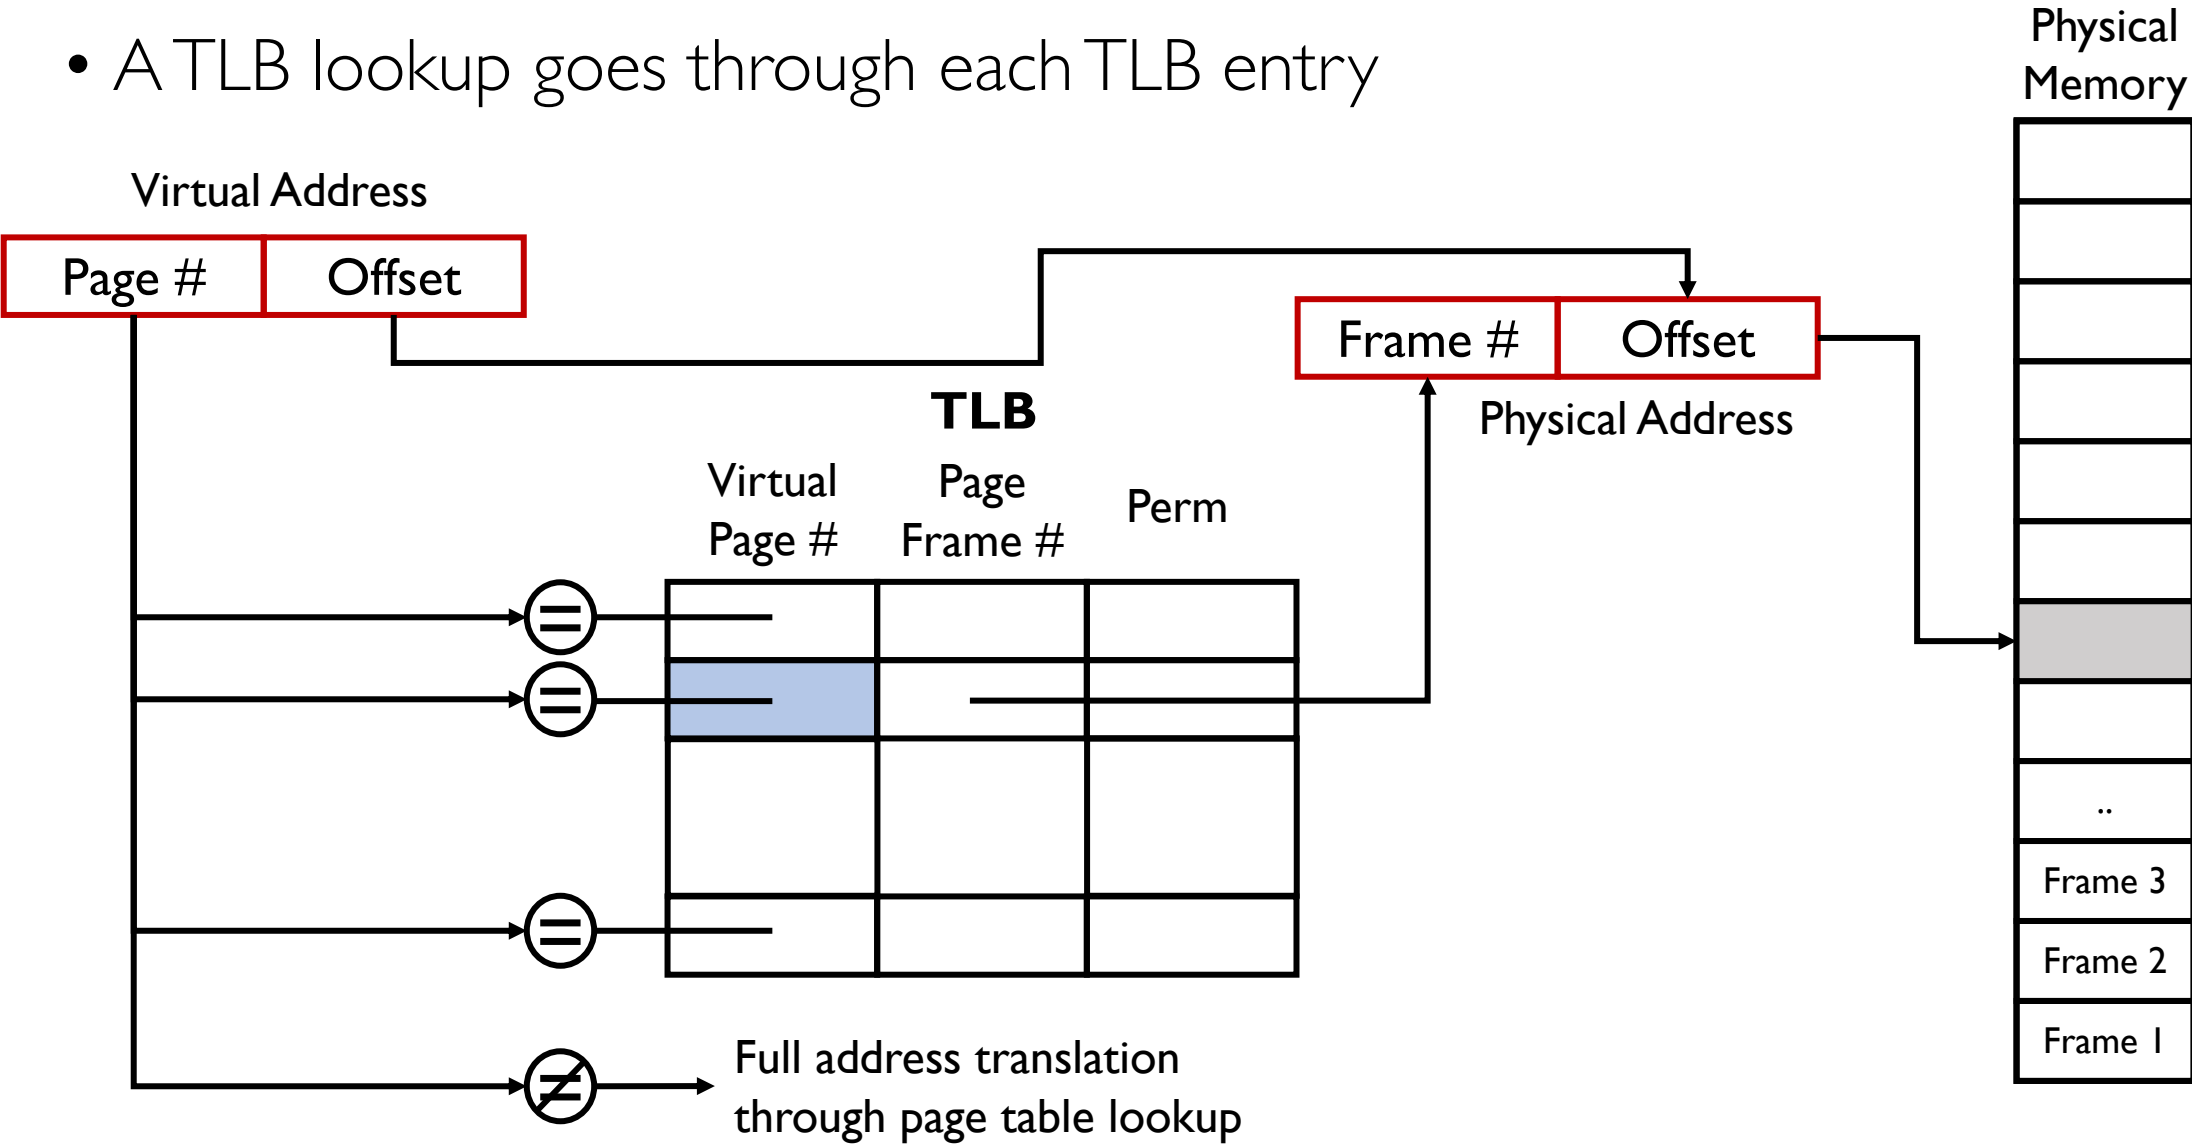 • A TLB lookup goes through each TLB entry
Physical
Memory
Virtual Address
Page # Offset
Frame # Offset
Physical Address
TLB
Virtual
Page #
Page
Frame #
Perm
=
=
=
≠
Full address translation
through page table lookup
..
Frame 3
Frame 2
Frame 1